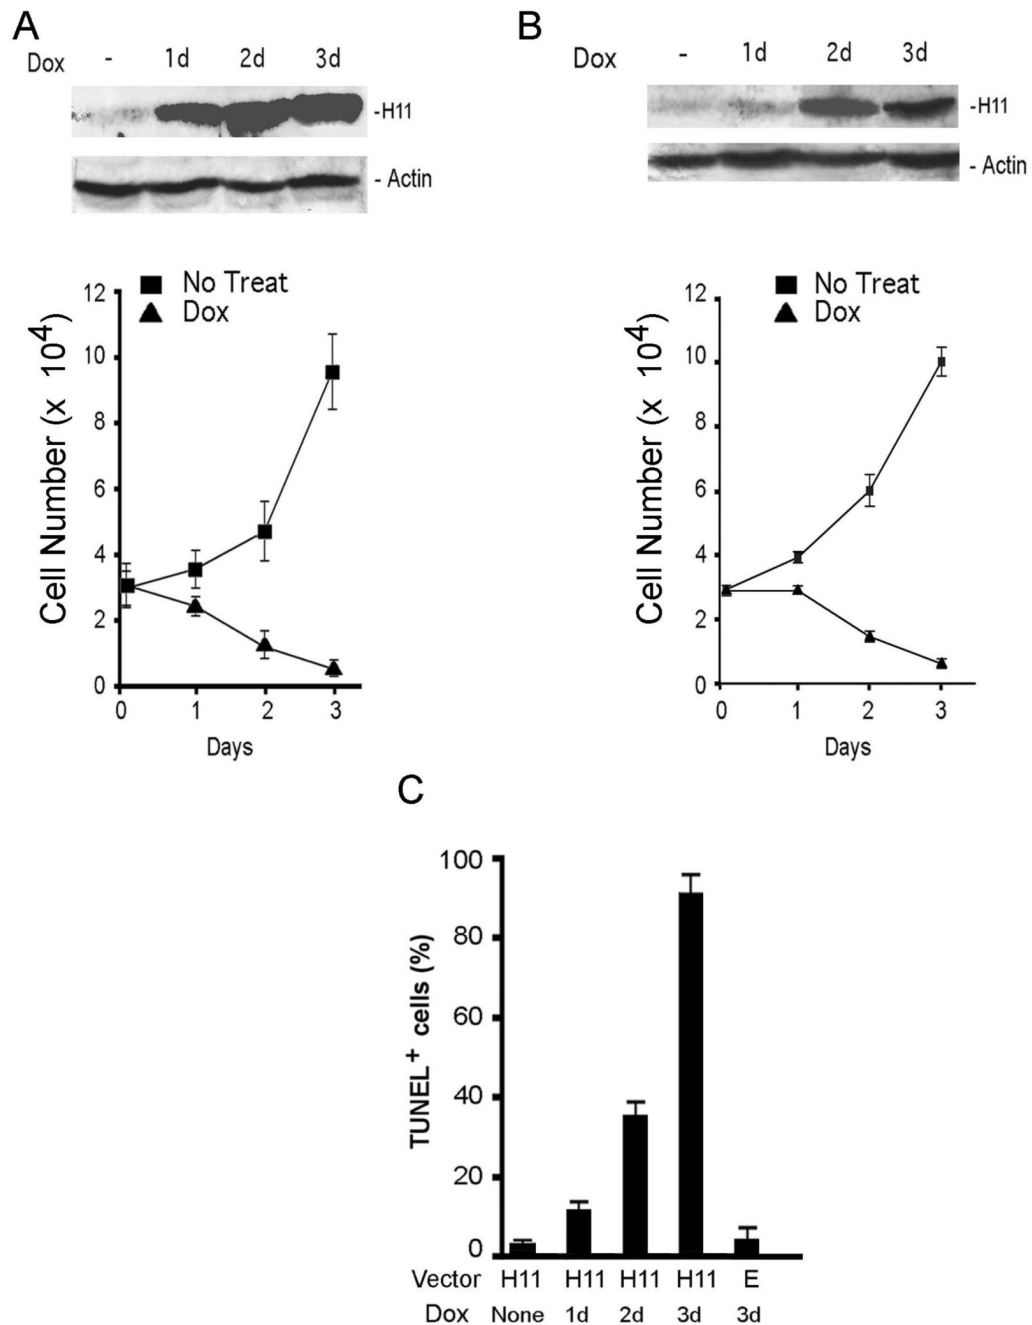 A
Dox - 1d 2d 3d
-H11
- Actin
■ No Treat
▲ Dox
Cell Number (x 10⁴)
12
10
8
6
4
2
0
0 1 2 3
Days
B
Dox - 1d 2d 3d
-H11
- Actin
■ No Treat
▲ Dox
Cell Number (x 10⁴)
12
10
8
6
4
2
0
0 1 2 3
Days
C
TUNEL⁺ cells (%)
100
80
60
40
20
0
Vector H11 H11 H11 H11 E
Dox None 1d 2d 3d 3d